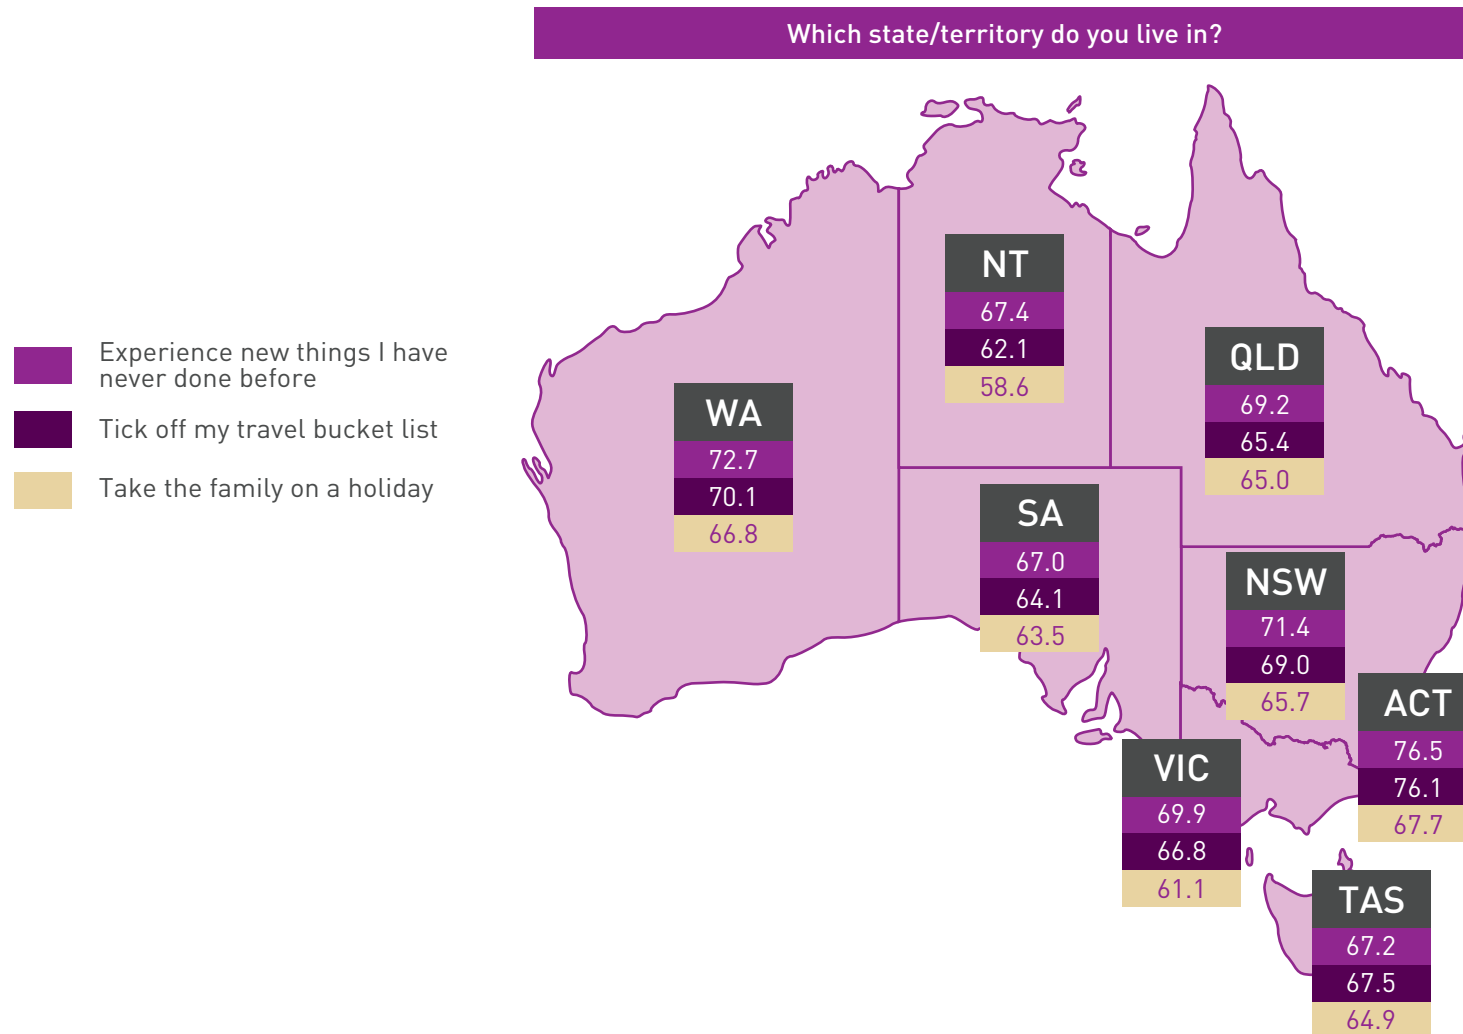 Which state/territory do you live in?
Experience new things I have
never done before
Tick off my travel bucket list
Take the family on a holiday
NT
67.4
62.1
58.6
QLD
69.2
65.4
65.0
WA
72.7
70.1
66.8
SA
67.0
64.1
63.5
NSW
71.4
69.0
65.7
ACT
76.5
76.1
67.7
VIC
69.9
66.8
61.1
TAS
67.2
67.5
64.9